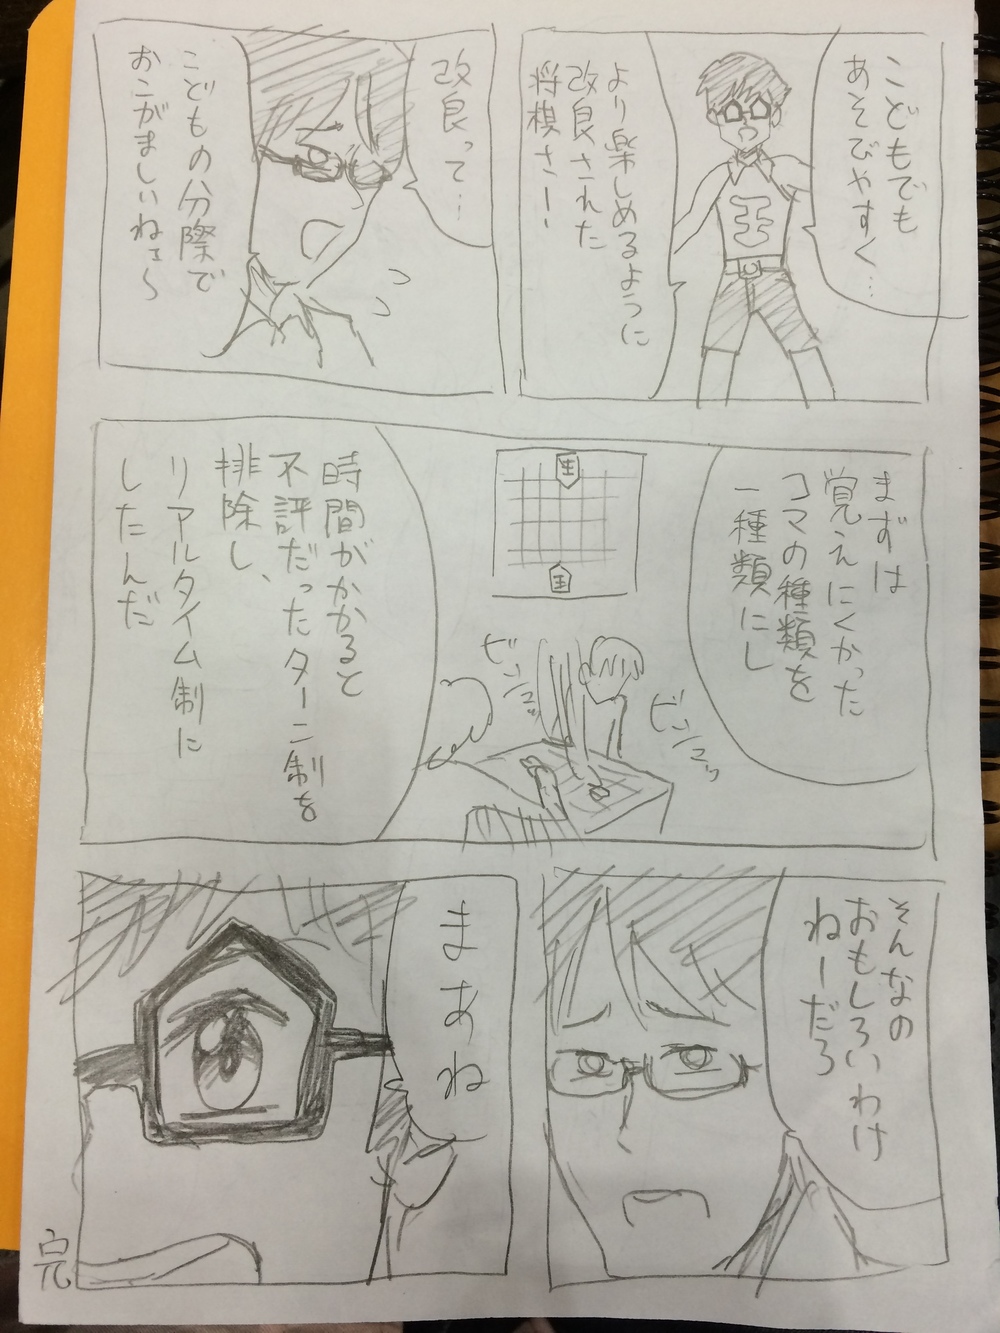 こどもでも
あそびやすく…
王
より楽しめるように
改良された
将棋さー
改良って…
こどもの分際で
おこがましいねェ〜
まずは
覚えにくかった
コマの種類を
一種類にし
王
王
ビシッ
ビシッ
時間がかかると
不評だったターン制を
排除し、
リアルタイム制に
したんだ
そんなの
おもしろいわけ
ねーだろ
まあね
完